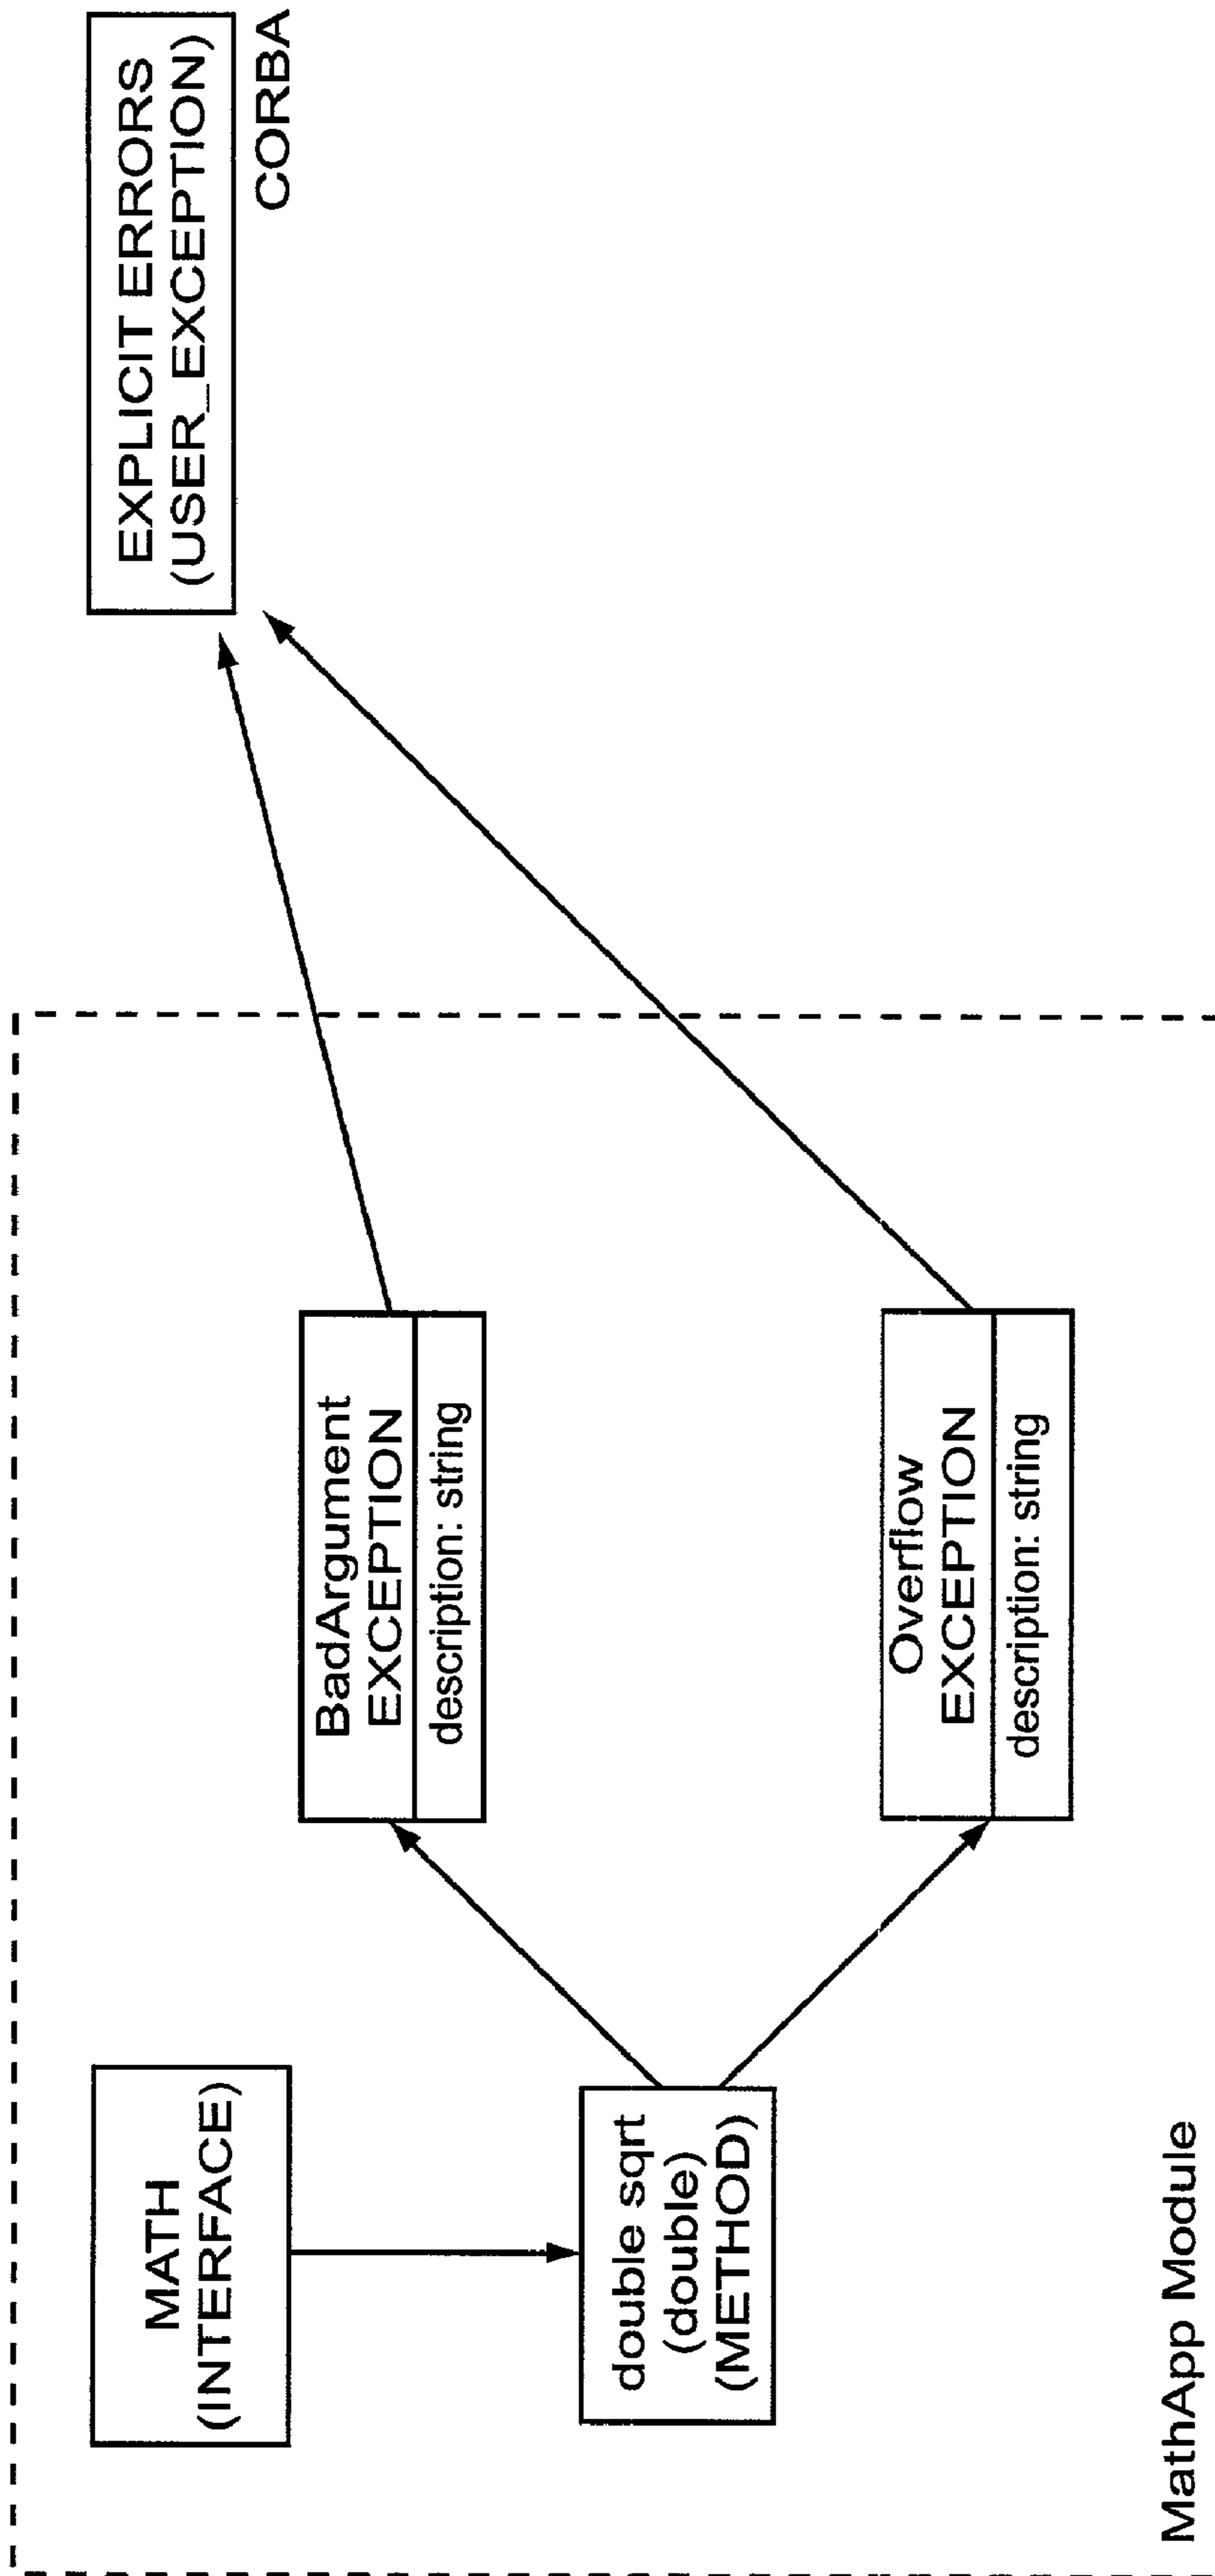 MATH
(INTERFACE)
double sqrt
(double)
(METHOD)
BadArgument
EXCEPTION
description: string
Overflow
EXCEPTION
description: string
EXPLICIT ERRORS
(USER_EXCEPTION)
CORBA
MathApp Module